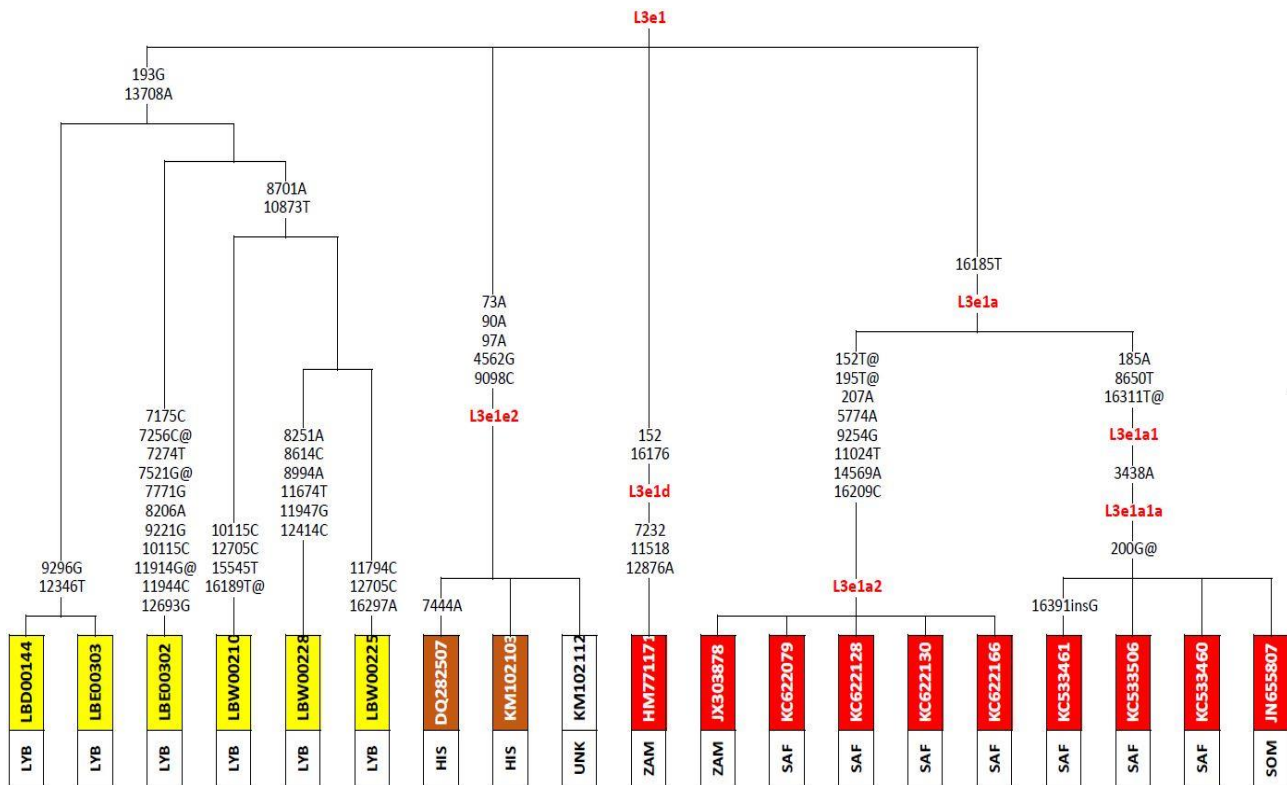 L3e1
193G
13708A
8701A
10873T
16185T
L3e1a
73A
90A
97A
4562G
9098C
L3e1e2
152T@
195T@
207A
5774A
9254G
11024T
14569A
16209C
185A
8650T
16311T@
L3e1a1
3438A
L3e1a1a
200G@
7175C
7256C@
7274T
7521G@
7771G
8206A
9221G
10115C
11914G@
11944C
12693G
8251A
8614C
8994A
11674T
11947G
12414C
152
16176
L3e1d
7232
11518
12876A
10115C
12705C
15545T
16189T@
9296G
12346T
11794C
12705C
16297A
7444A
L3e1a2
16391insG
LBD00144
LBE00303
LBE00302
LBW00210
LBW00228
LBW00225
DQ282507
KM102103
KM102112
HM771171
JX303878
KC622079
KC622128
KC622130
KC622166
KC533461
KC533506
KC533460
JN655807
LYB
LYB
LYB
LYB
LYB
LYB
HIS
HIS
UNK
ZAM
ZAM
SAF
SAF
SAF
SAF
SAF
SAF
SAF
SOM